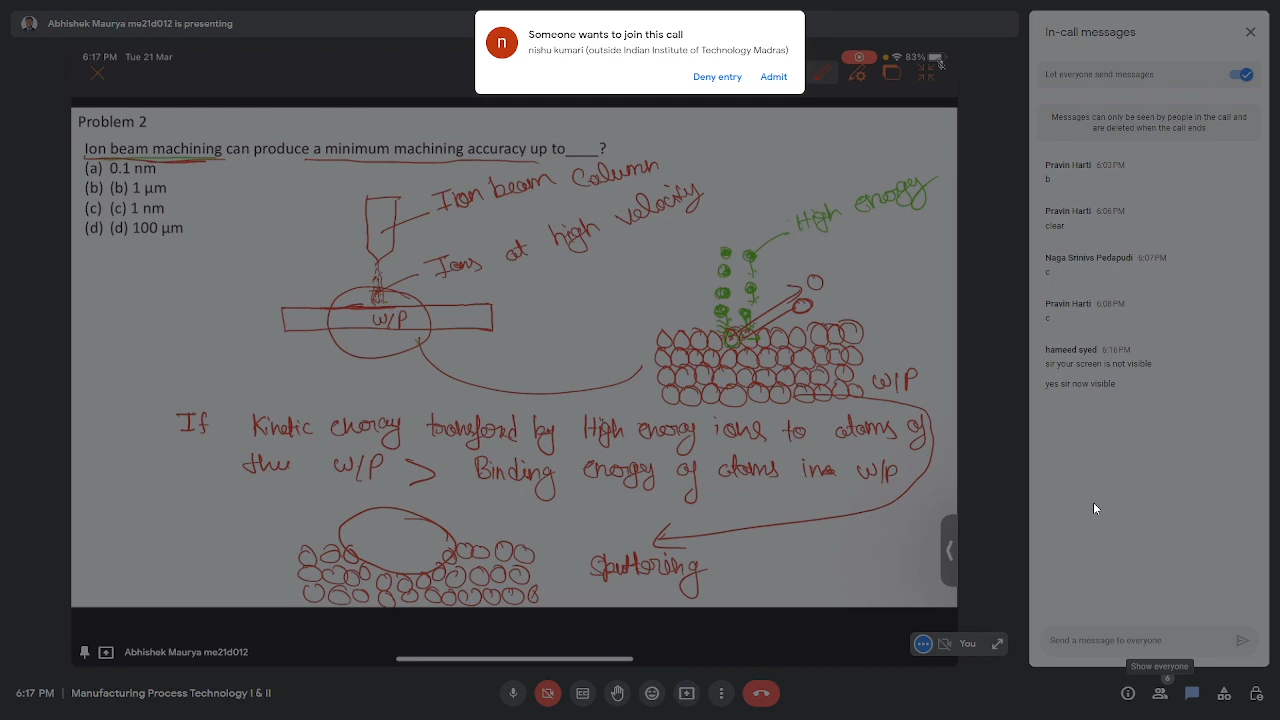 Abhishek Maurya me21d012 is presenting
Someone wants to join this call
n
nishu kumari (outside Indian Institute of Technology Madras)
Deny entry Admit
In-call messages
6:17 PM Tue 21 Mar
83%
Let everyone send messages
Messages can only be seen by people in the call and
are deleted when the call ends
Problem 2
Ion beam machining can produce a minimum machining accuracy up to____?
(a) 0.1 nm
(b) (b) 1 μm
(c) (c) 1 nm
(d) (d) 100 μm
Ion beam Column
Ions at high velocity
High energy
W/P
W/P
If Kinetic energy transferd by High energy ions to atoms of
the W/P > Binding energy of atoms in W/P
Sputtering
Pravin Harti 6:03 PM
b
Pravin Harti 6:06 PM
clear
Naga Srinivs Pedapudi 6:07 PM
c
Pravin Harti 6:08 PM
c
hameed syed 6:16 PM
sir your screen is not visible
yes sir now visible
Send a message to everyone
Show everyone
Abhishek Maurya me21d012
You
6:17 PM | Manufacturing Process Technology I & II
6